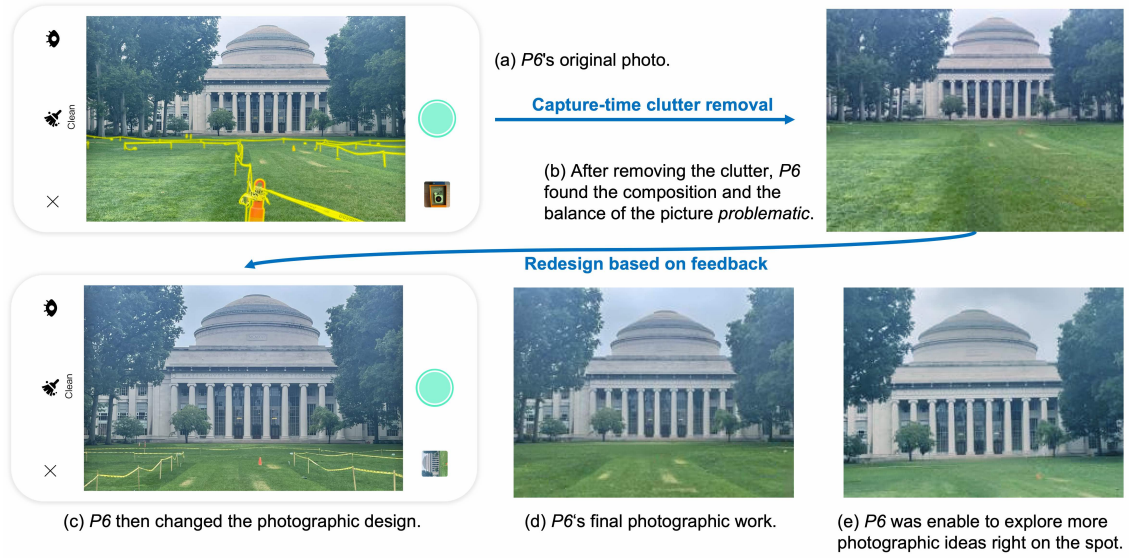 Clean
(a) P6's original photo.
Capture-time clutter removal
(b) After removing the clutter, P6
found the composition and the
balance of the picture problematic.
Redesign based on feedback
Clean
(c) P6 then changed the photographic design.
(d) P6‘s final photographic work.
(e) P6 was enable to explore more
photographic ideas right on the spot.